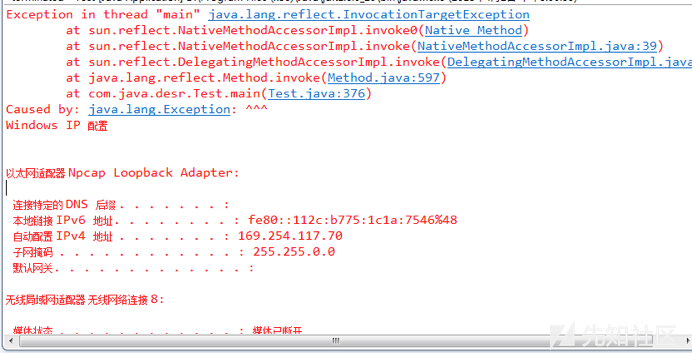 Exception in thread "main" java.lang.reflect.InvocationTargetException
at sun.reflect.NativeMethodAccessorImpl.invoke0(Native Method)
at sun.reflect.NativeMethodAccessorImpl.invoke(NativeMethodAccessorImpl.java:39)
at sun.reflect.DelegatingMethodAccessorImpl.invoke(DelegatingMethodAccessorImpl.java
at java.lang.reflect.Method.invoke(Method.java:597)
at com.java.desr.Test.main(Test.java:376)
Caused by: java.lang.Exception: ^^^
Windows IP 配置
以太网适配器 Npcap Loopback Adapter:
连接特定的 DNS 后缀 . . . . . . . :
本地链接 IPv6 地址. . . . . . . . : fe80::112c:b775:1c1a:7546%48
自动配置 IPv4 地址 . . . . . . . : 169.254.117.70
子网掩码 . . . . . . . . . . . . : 255.255.0.0
默认网关. . . . . . . . . . . . . :
无线局域网适配器 无线网络连接 8:
媒体状态 . . . . . . . . . . . . : 媒体已断开
先知社区